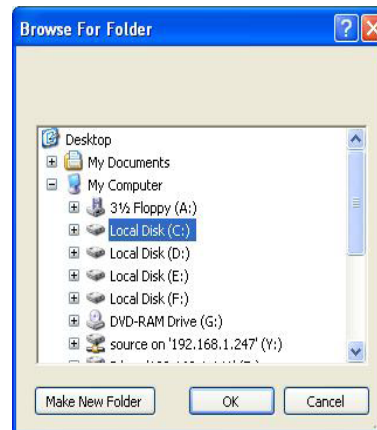 Browse For Folder
Desktop
My Documents
My Computer
3½ Floppy (A:)
Local Disk (C:)
Local Disk (D:)
Local Disk (E:)
Local Disk (F:)
DVD-RAM Drive (G:)
source on '192.168.1.247' (Y:)
Make New Folder OK Cancel